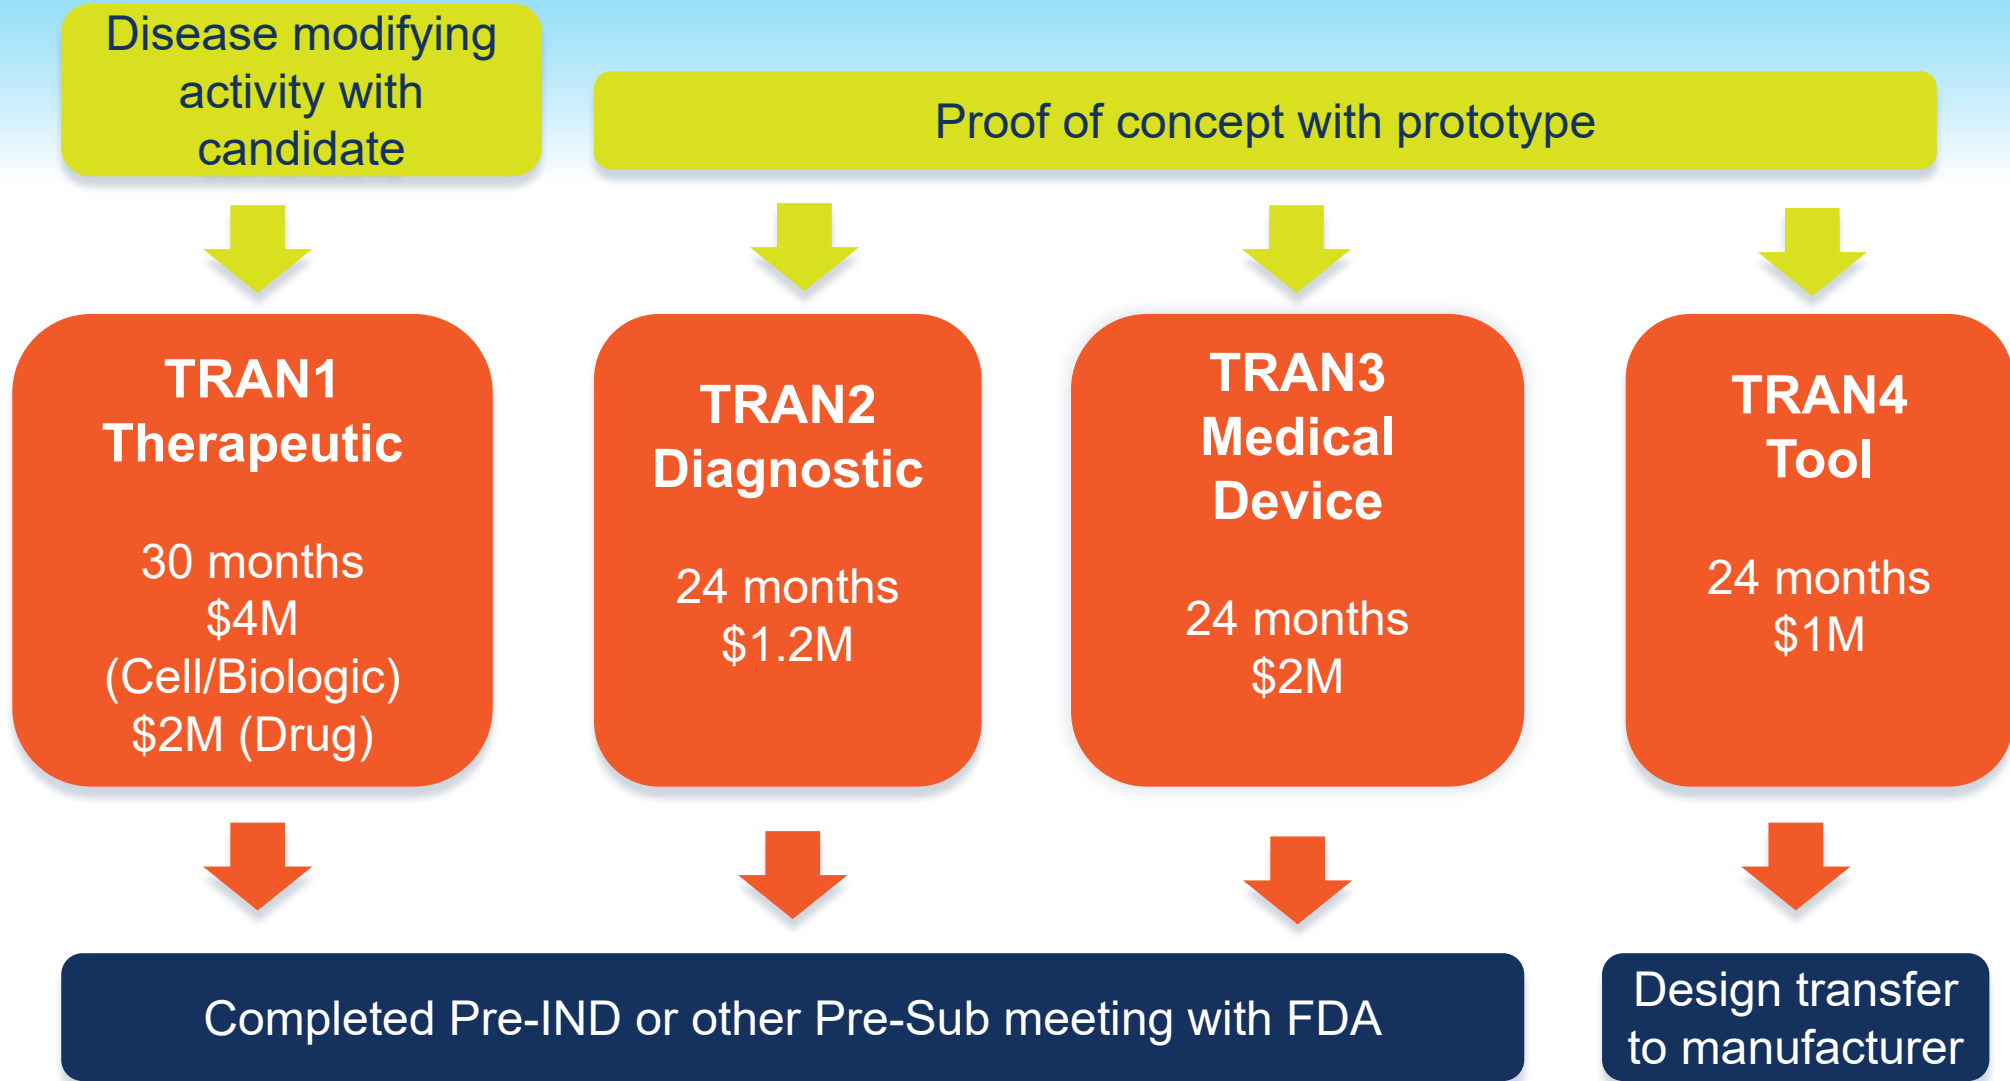 Disease modifying
activity with
candidate
Proof of concept with prototype
TRAN1
Therapeutic
30 months
$4M
(Cell/Biologic)
$2M (Drug)
TRAN2
Diagnostic
24 months
$1.2M
TRAN3
Medical
Device
24 months
$2M
TRAN4
Tool
24 months
$1M
Completed Pre-IND or other Pre-Sub meeting with FDA
Design transfer
to manufacturer